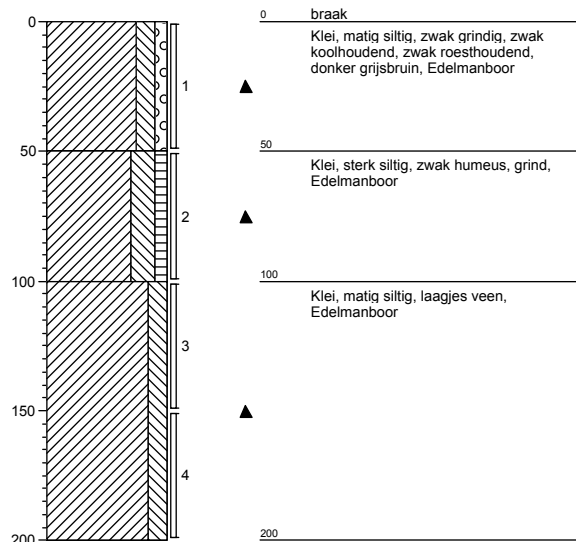 0
0
braak
Klei, matig siltig, zwak grindig, zwak
koolhoudend, zwak roesthoudend,
donker grijsbruin, Edelmanboor
1
50
50
Klei, sterk siltig, zwak humeus, grind,
Edelmanboor
2
100
100
Klei, matig siltig, laagjes veen,
Edelmanboor
3
150
4
200
200